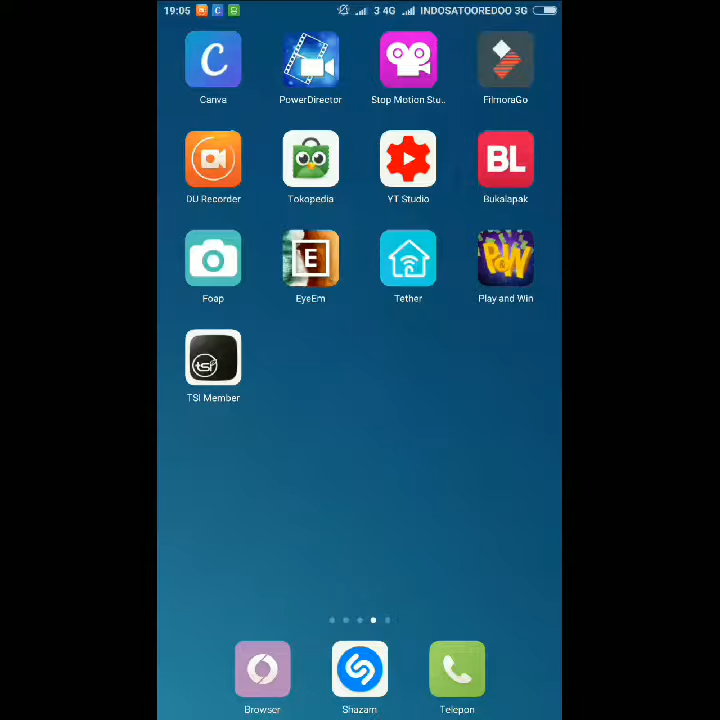 19:05 3 4G INDOSATOOREDOO 3G
Canva PowerDirector Stop Motion Stu.. FilmoraGo
BL
DU Recorder Tokopedia YT Studio Bukalapak
E PaW
Foap EyeEm Tether Play and Win
tsi
TSI Member
Browser Shazam Telepon